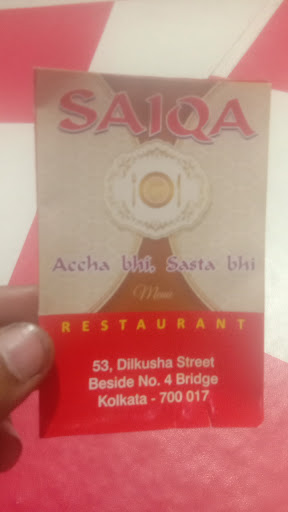 SAIQA
Accha bhi, Sasta bhi
Menu
RESTAURANT
53, Dilkusha Street
Beside No. 4 Bridge
Kolkata - 700 017